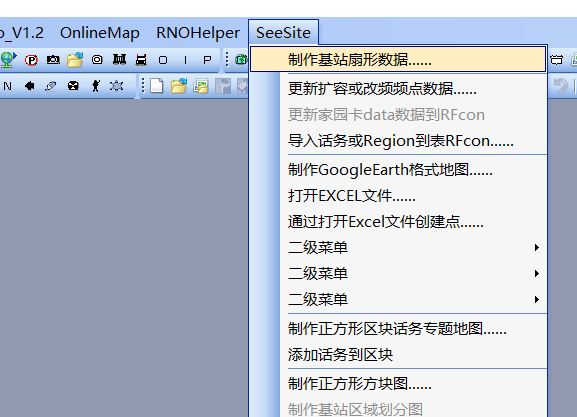 o_V1.2 OnlineMap RNOHelper SeeSite
制作基站扇形数据......
更新扩容或改频频点数据......
更新家园卡data数据到RFcon
导入话务或Region到表RFcon......
制作GoogleEarth格式地图......
打开EXCEL文件......
通过打开Excel文件创建点......
二级菜单
二级菜单
二级菜单
制作正方形区块话务专题地图......
添加话务到区块
制作正方形方块图......
制作基站区域划分图